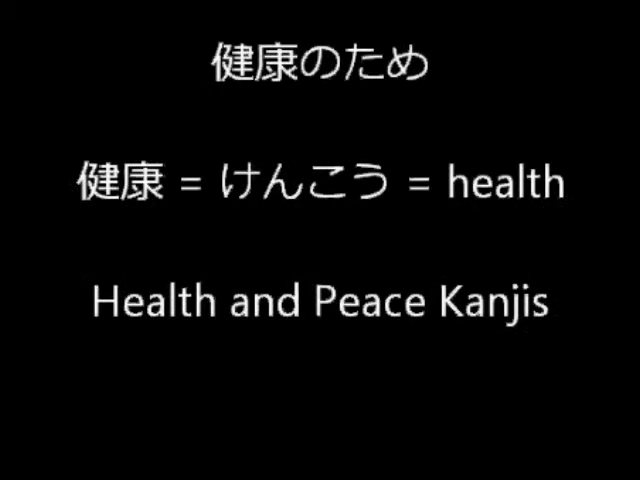 健康のため
健康 = けんこう = health
Health and Peace Kanjis